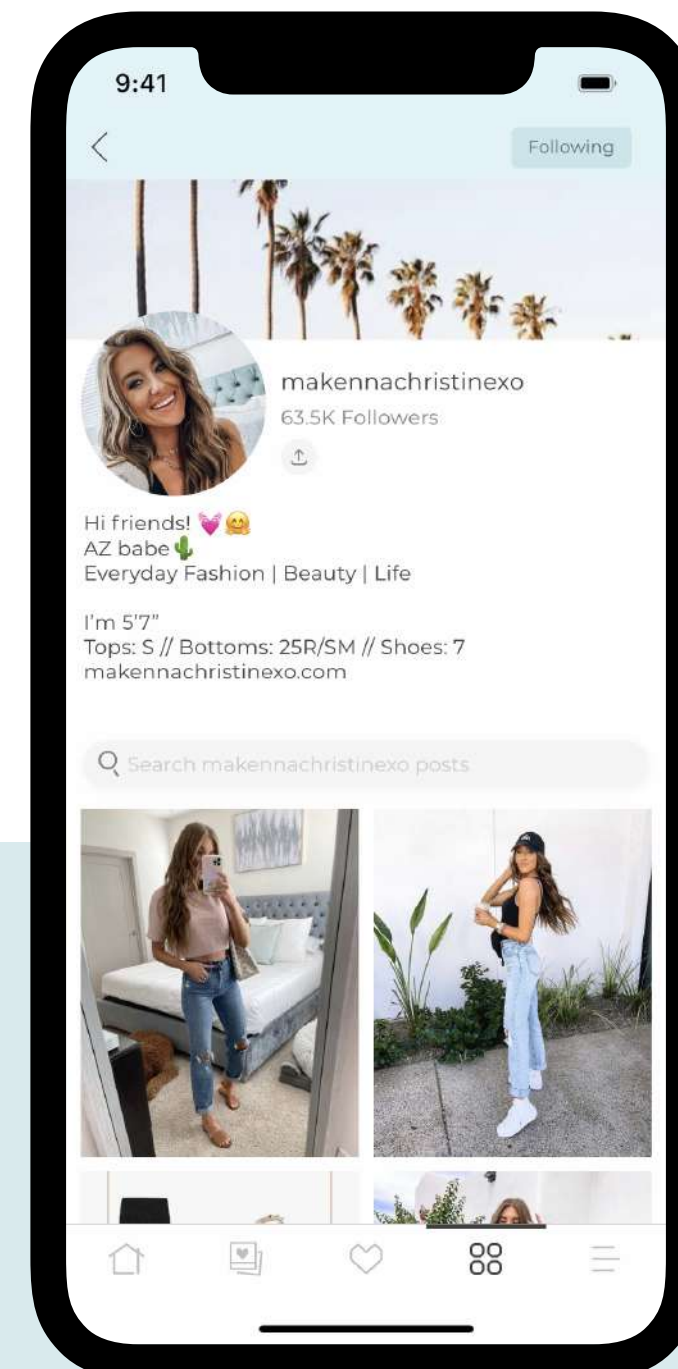 9:41
Following
makennachristinexo
63.5K Followers
Hi friends! 💓🤗
AZ babe🌵
Everyday Fashion | Beauty | Life
I’m 5’7”
Tops: S // Bottoms: 25R/SM // Shoes: 7
makennachristinexo.com
Search makennachristinexo posts